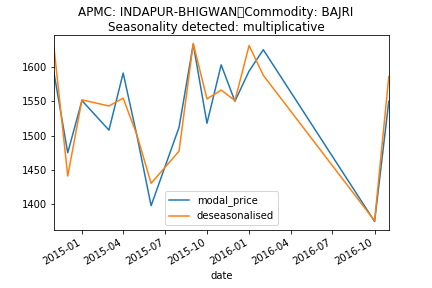 APMC: INDAPUR-BHIGWAN▯Commodity: BAJRI
Seasonality detected: multiplicative
1600
1550
1500
1450
1400
modal_price
deseasonalised
2015-01
2015-04
2015-07
2015-10
2016-01
2016-04
2016-07
2016-10
date